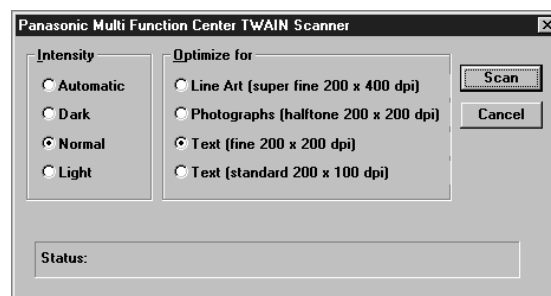 Panasonic Multi Function Center TWAIN Scanner
Intensity
Automatic
Dark
Normal
Light
Optimize for
Line Art (super fine 200 x 400 dpi)
Photographs (halftone 200 x 200 dpi)
Text (fine 200 x 200 dpi)
Text (standard 200 x 100 dpi)
Scan
Cancel
Status: